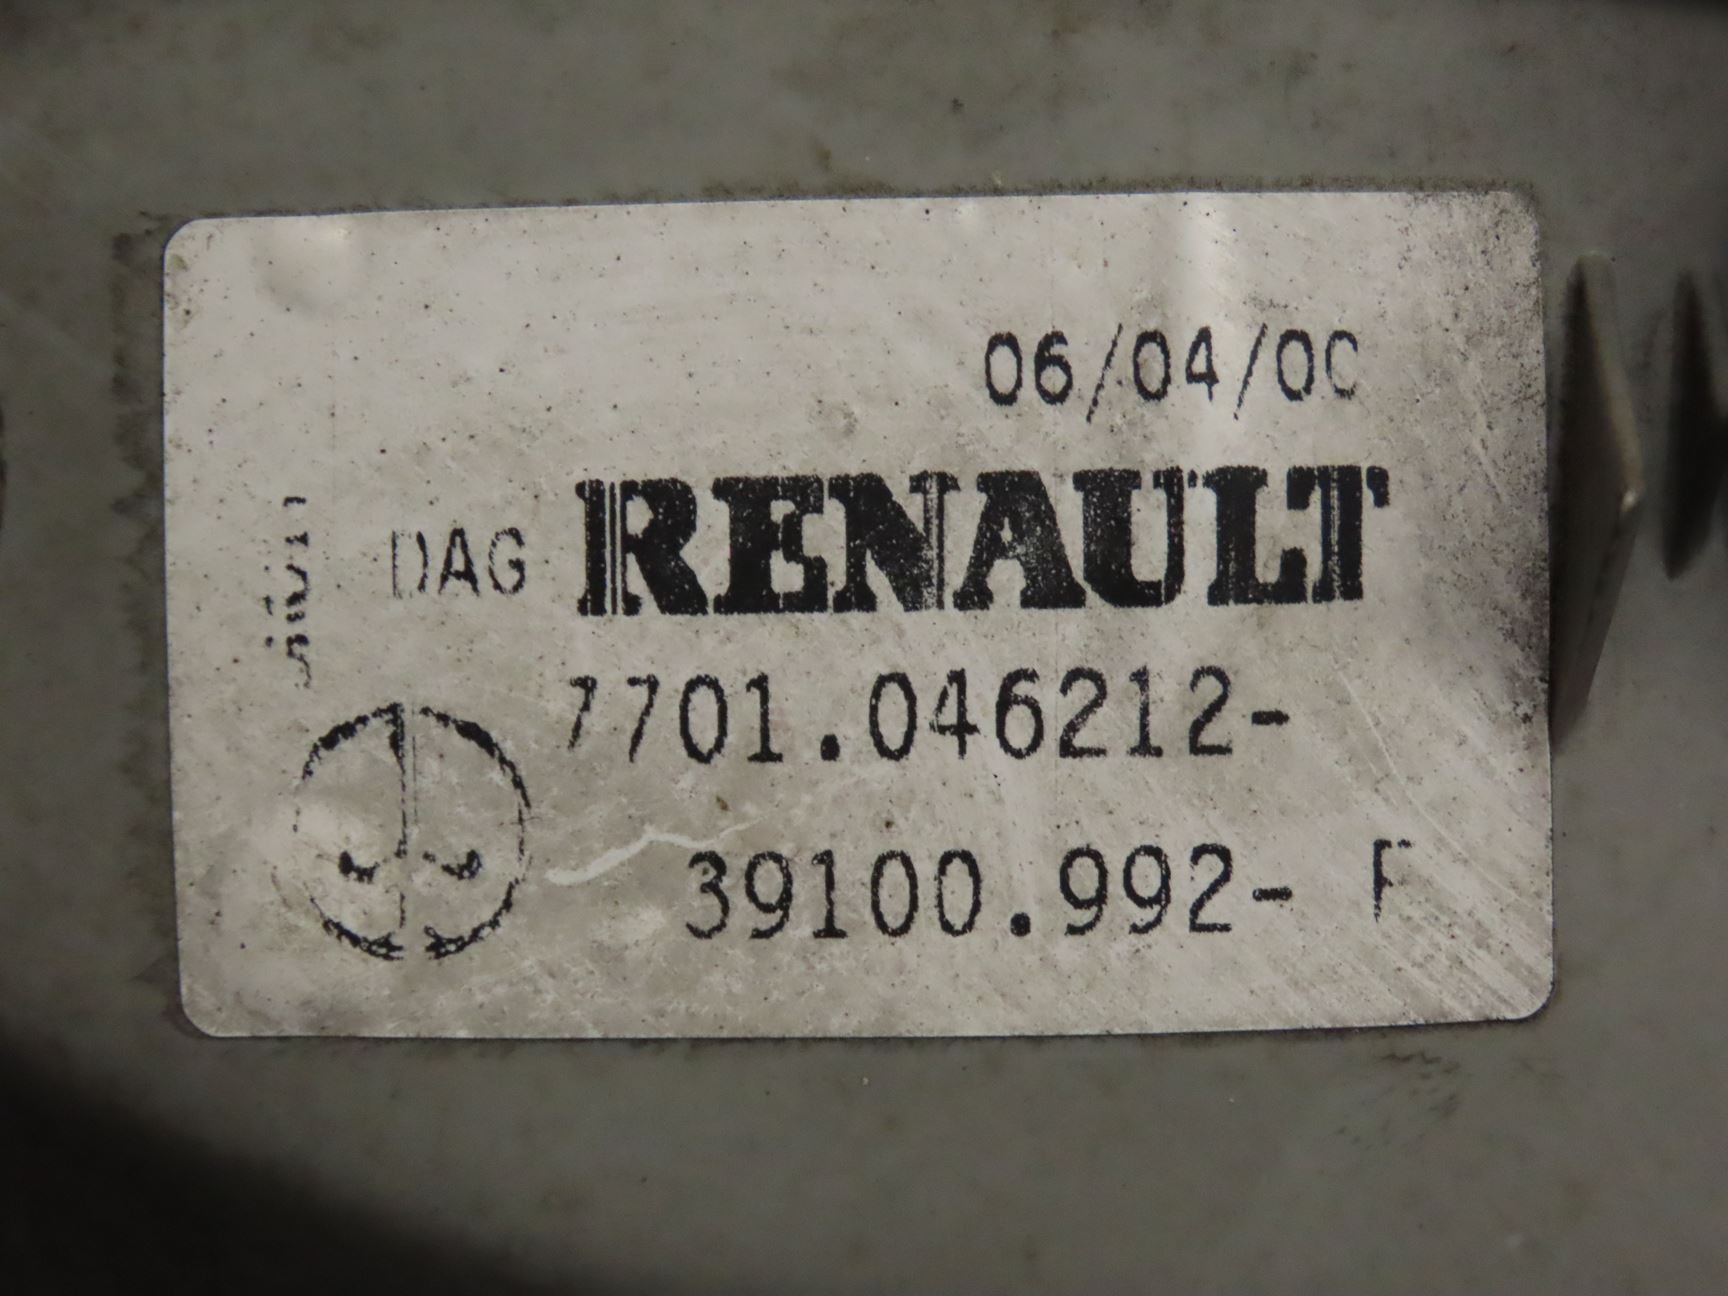 06/04/00
DAG RENAULT
7701.046212-
39100.992- F